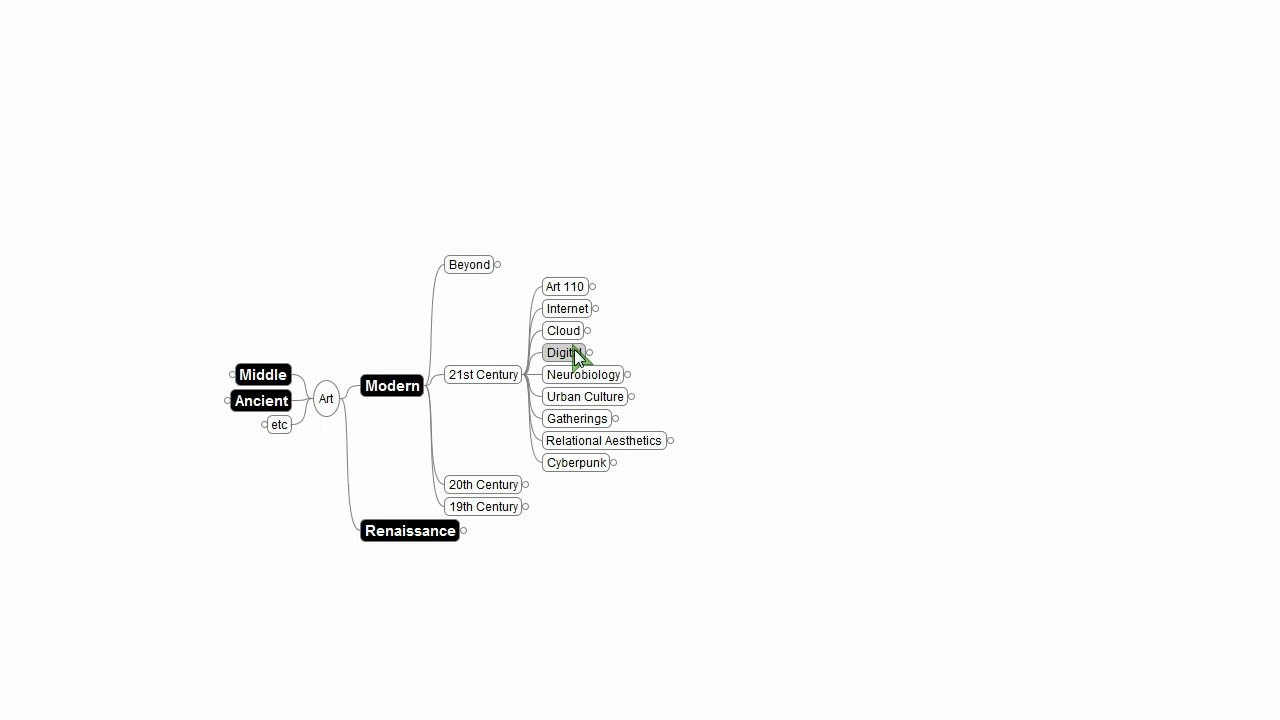 Beyond
Art 110
Internet
Cloud
Digital
Middle
21st Century
Neurobiology
Modern
Ancient
Art
Urban Culture
etc
Gatherings
Relational Aesthetics
Cyberpunk
20th Century
19th Century
Renaissance